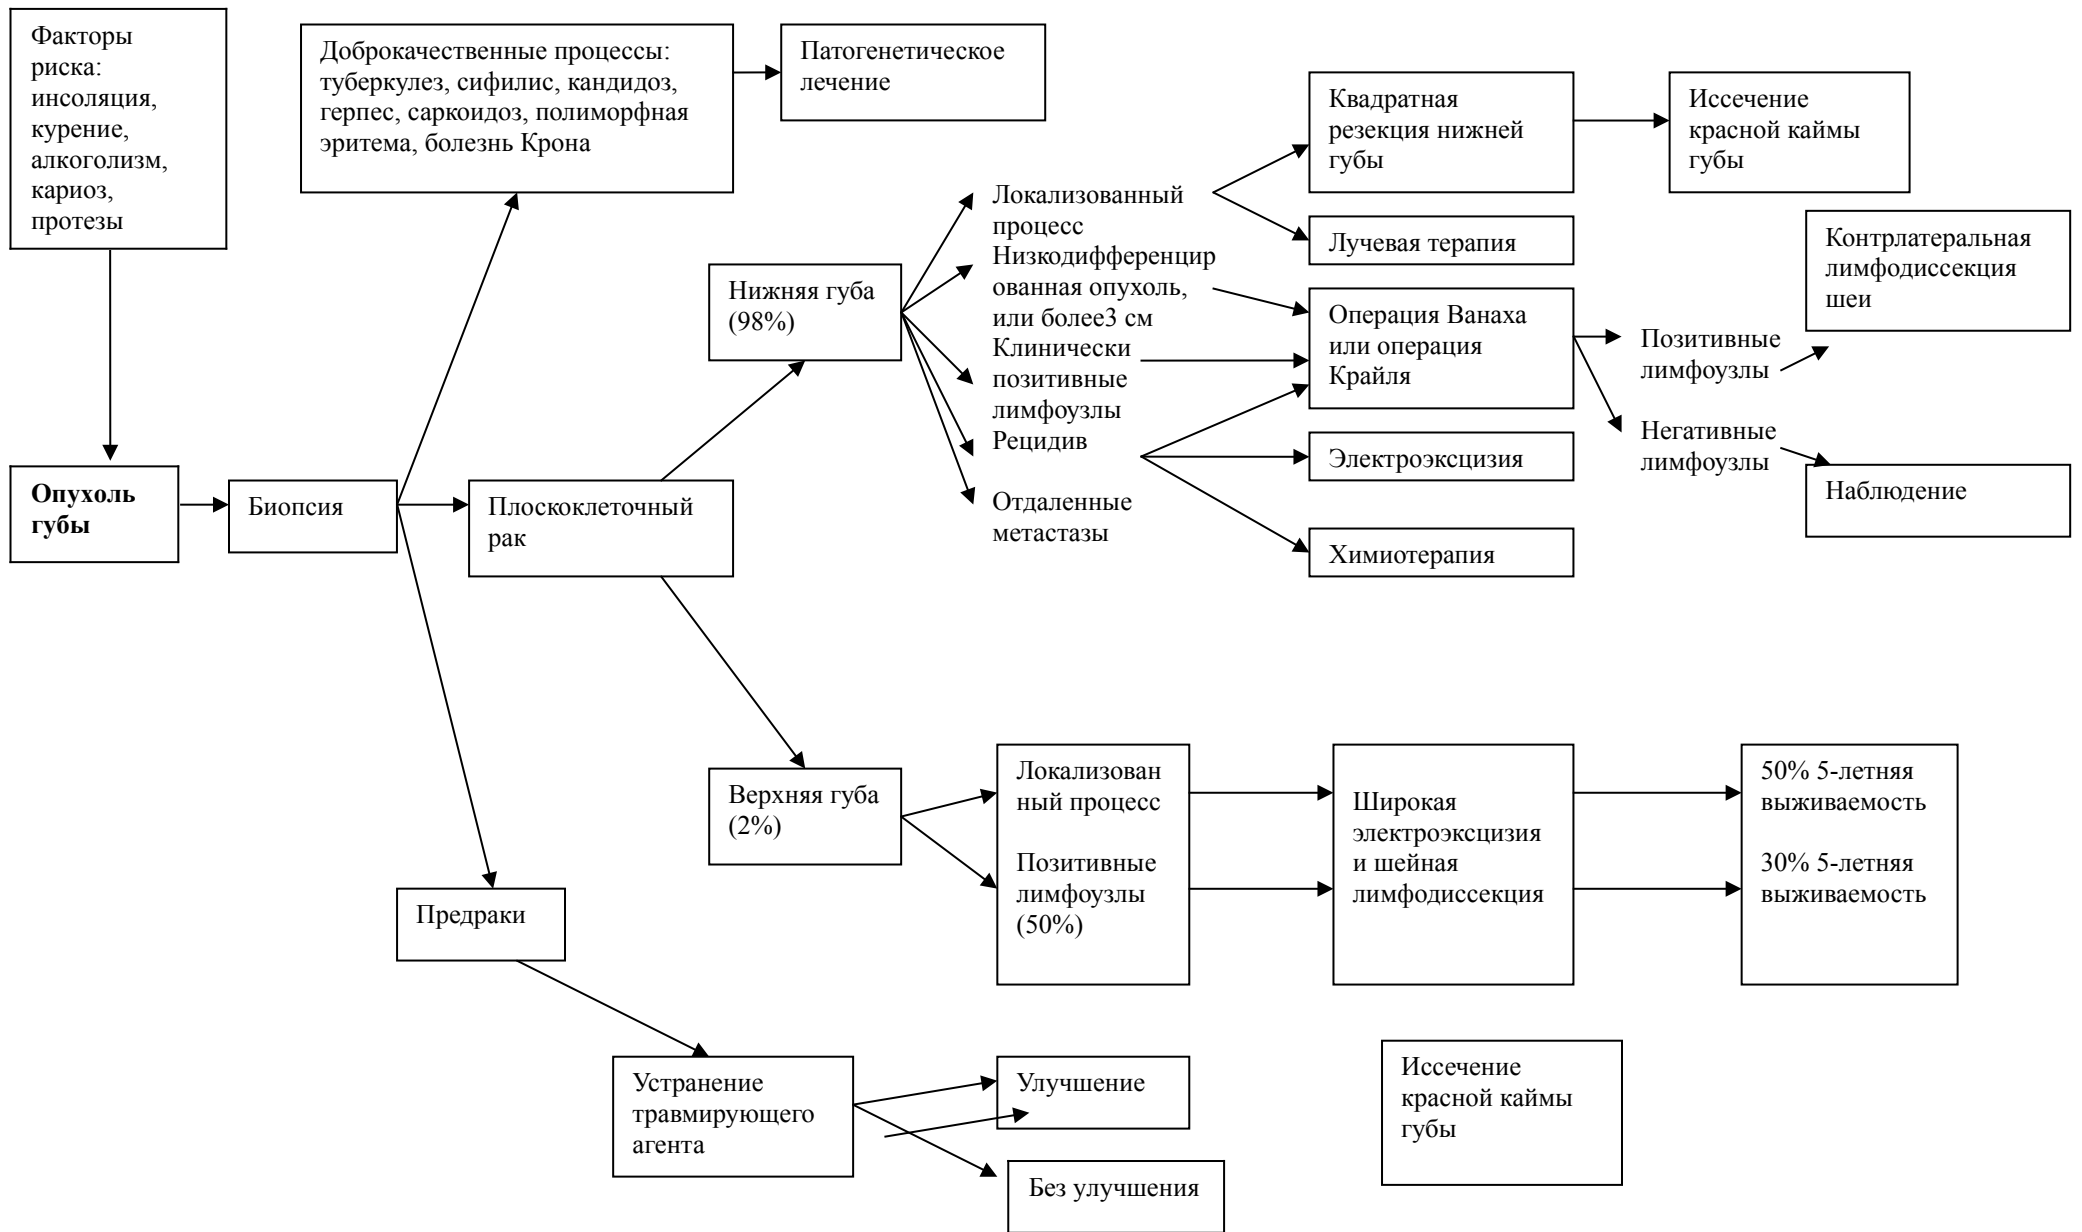 Факторы
риска:
инсоляция,
курение,
алкоголизм,
кариоз,
протезы
Опухоль
губы
Биопсия
Доброкачественные процессы:
туберкулез, сифилис, кандидоз,
герпес, саркоидоз, полиморфная
эритема, болезнь Крона
Патогенетическое
лечение
Плоскоклеточный
рак
Нижняя губа
(98%)
Локализованный
процесс
Низкодифференцир
ованная опухоль,
или более3 см
Клинически
позитивные
лимфоузлы
Рецидив
Отдаленные
метастазы
Квадратная
резекция нижней
губы
Иссечение
красной каймы
губы
Лучевая терапия
Операция Ванаха
или операция
Крайля
Электроэксцизия
Химиотерапия
Позитивные
лимфоузлы
Негативные
лимфоузлы
Контрлатеральная
лимфодиссекция
шеи
Наблюдение
Верхняя губа
(2%)
Локализован
ный процесс
Позитивные
лимфоузлы
(50%)
Широкая
электроэксцизия
и шейная
лимфодиссекция
50% 5-летняя
выживаемость
30% 5-летняя
выживаемость
Предраки
Устранение
травмирующего
агента
Улучшение
Без улучшения
Иссечение
красной каймы
губы